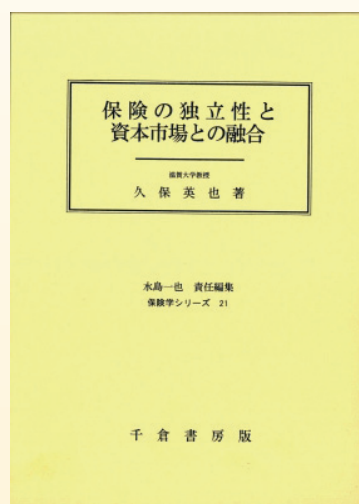 保険の独立性と
資本市場との融合
滋賀大学教授
久保英也著
水島一也 責任編集
保険学シリーズ 21
千倉書房版